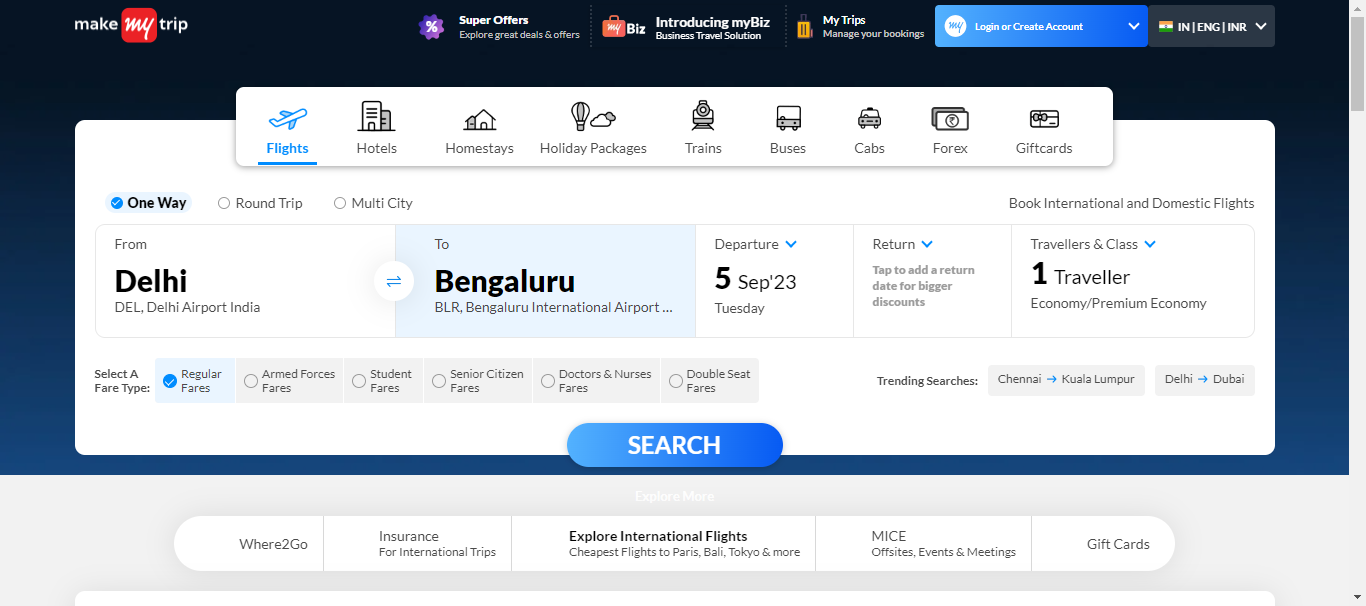 make my trip
%
Super Offers
Explore great deals & offers
my Biz
Introducing myBiz
Business Travel Solution
My Trips
Manage your bookings
my
Login or Create Account
IN | ENG | INR
Flights
Hotels
Homestays
Holiday Packages
Trains
Buses
Cabs
₹
Forex
Giftcards
One Way
Round Trip
Multi City
Book International and Domestic Flights
From
Delhi
DEL, Delhi Airport India
To
Bengaluru
BLR, Bengaluru International Airport ...
Departure
5 Sep'23
Tuesday
Return
Tap to add a return
date for bigger
discounts
Travellers & Class
1 Traveller
Economy/Premium Economy
Select A
Fare Type:
Regular
Fares
Armed Forces
Fares
Student
Fares
Senior Citizen
Fares
Doctors & Nurses
Fares
Double Seat
Fares
Trending Searches:
Chennai → Kuala Lumpur
Delhi → Dubai
SEARCH
Explore More
Where2Go
Insurance
For International Trips
Explore International Flights
Cheapest Flights to Paris, Bali, Tokyo & more
MICE
Offsites, Events & Meetings
Gift Cards